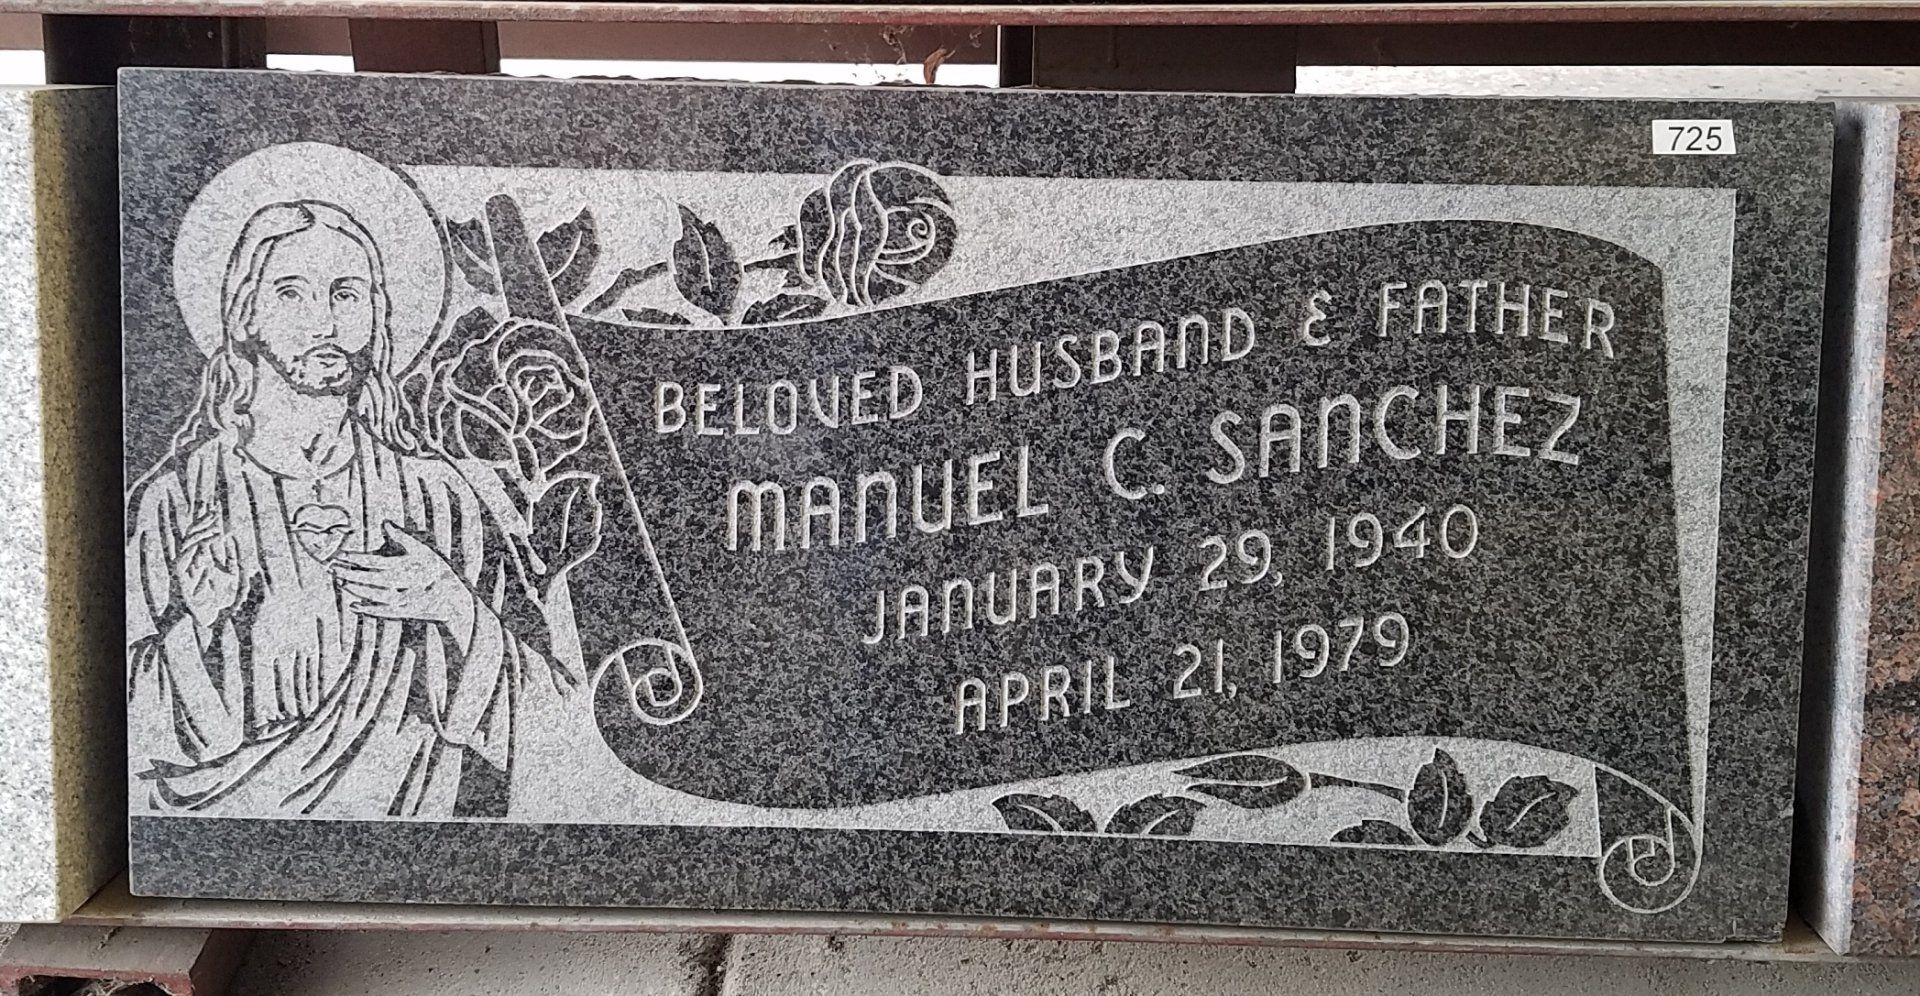 725
BELOVED HUSBAND & FATHER
MANUEL C. SANCHEZ
JANUARY 29, 1940
APRIL 21, 1979